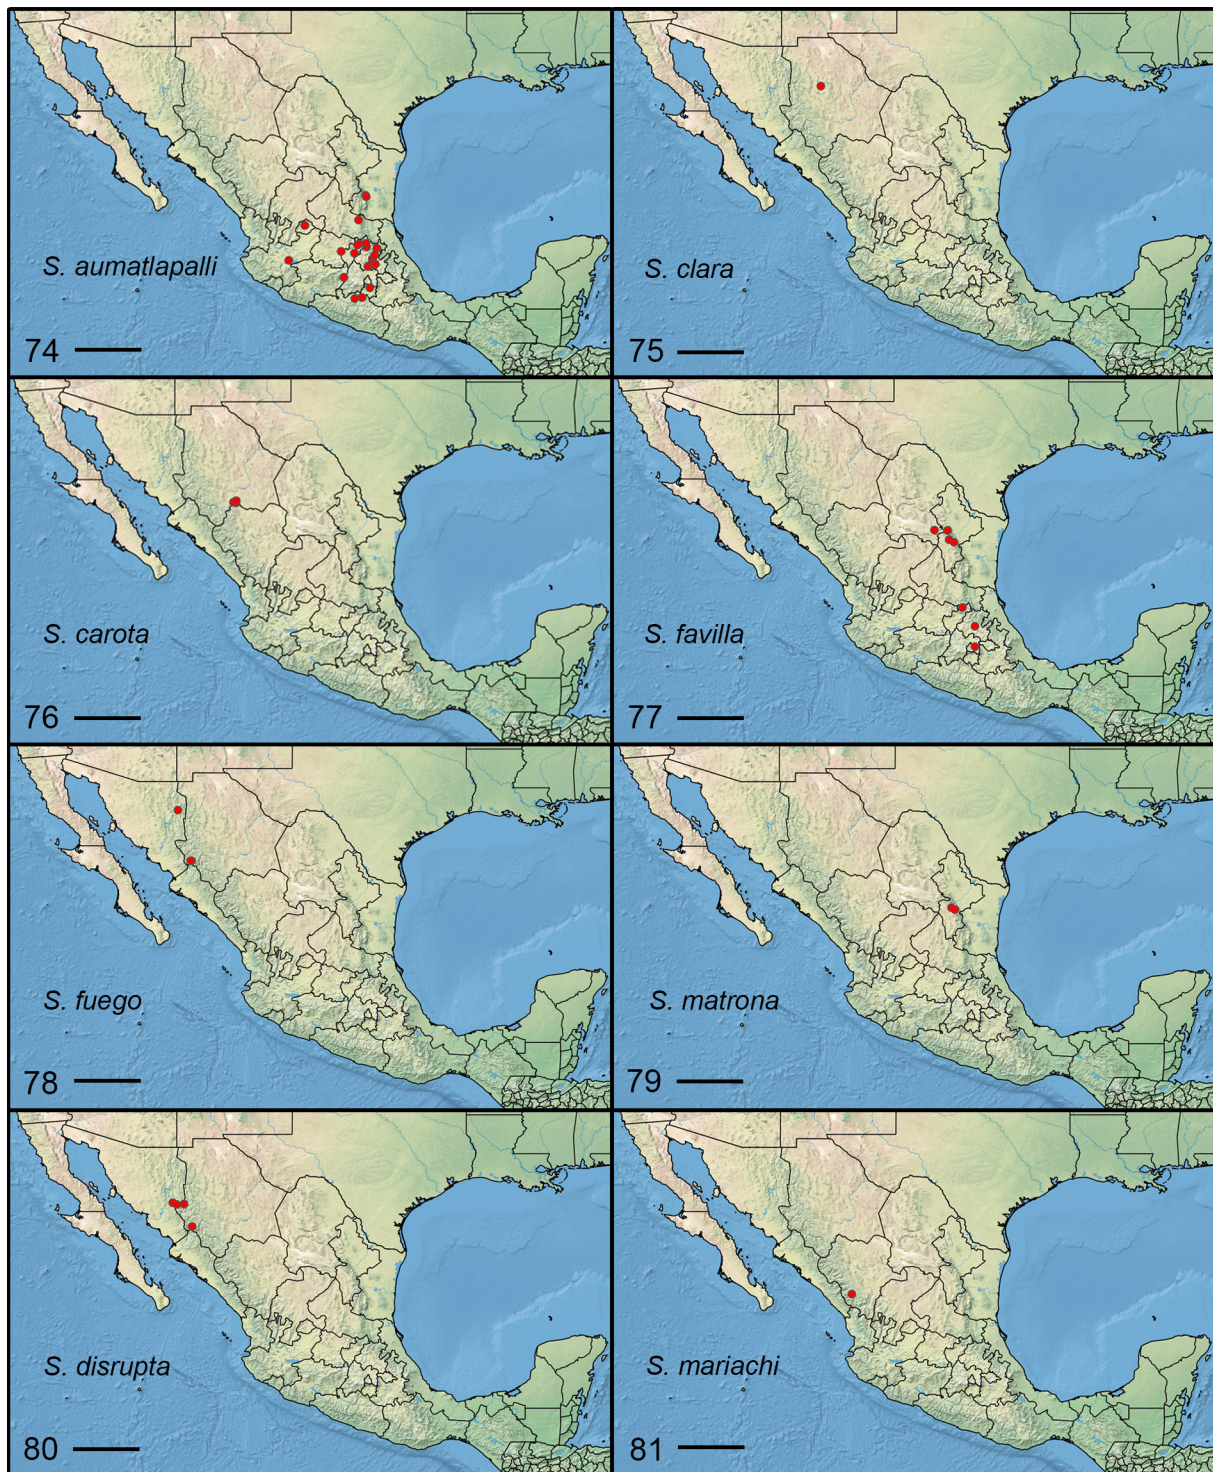 S. aumatlapalli
74
S. clara
75
S. carota
76
S. favilla
77
S. fuego
78
S. matrona
79
S. disrupta
80
S. mariachi
81